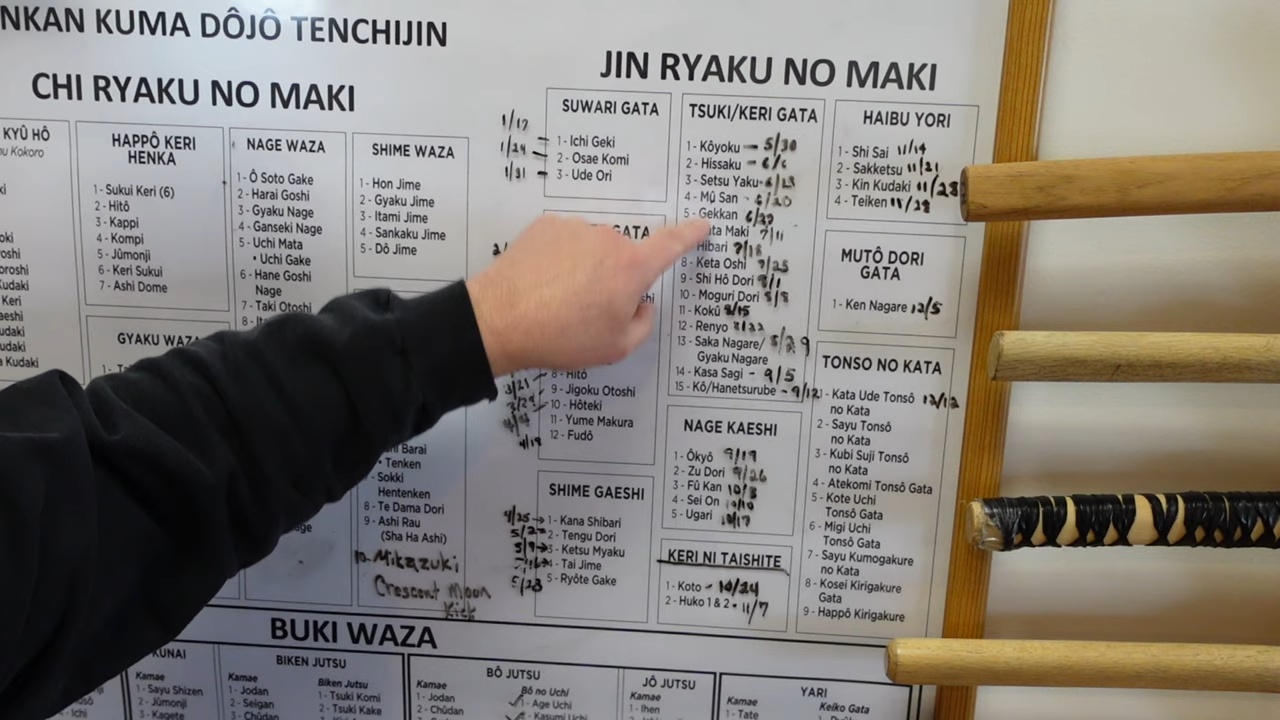 NKAN KUMA DÔJÔ TENCHIJIN
CHI RYAKU NO MAKI
KYÛ HÔ
Kokoro
Keri
Kudaki
HAPPÔ KERI
HENKA
1 - Sukui Keri (6)
2 - Hitô
3 - Kappi
4 - Kompi
5 - Jûmonji
6 - Keri Sukui
7 - Ashi Dome
GYAKU WAZA
NAGE WAZA
1 - Ô Soto Gake
2 - Harai Goshi
3 - Gyaku Nage
4 - Ganseki Nage
5 - Uchi Mata
• Uchi Gake
6 - Hane Goshi
Nage
7 - Taki Otoshi
SHIME WAZA
1 - Hon Jime
2 - Gyaku Jime
3 - Itami Jime
4 - Sankaku Jime
5 - Dô Jime
Barai
• Tenken
- Sokki
Hentenken
8 - Te Dama Dori
9 - Ashi Rau
(Sha Ha Ashi)
10. Mikazuki
Crescent Moon
Kick
JIN RYAKU NO MAKI
SUWARI GATA
1/17 1 - Ichi Geki
1/24 2 - Osae Komi
1/31 3 - Ude Ori
GATA
8 - Hitô
3/21 9 - Jigoku Otoshi
10 - Hôteki
11 - Yume Makura
4/18 12 - Fudô
SHIME GAESHI
4/25 1 - Kana Shibari
2 - Tengu Dori
5/9 3 - Ketsu Myaku
4 - Tai Jime
5/23 5 - Ryôte Gake
TSUKI/KERI GATA
1 - Kôyoku - 5/30
2 - Hissaku - 6/6
3 - Setsu Yaku
4 - Mû San - 6/20
5 - Gekkan 6/27
ta Maki 7/11
Hibari 7/18
8 - Keta Oshi 7/25
9 - Shi Hô Dori 8/1
10 - Moguri Dori 8/8
11 - Kokû 8/15
12 - Renyo 8/22
13 - Saka Nagare/ 8/29
Gyaku Nagare
14 - Kasa Sagi - 9/5
15 - Kô/Hanetsurube - 9/12
NAGE KAESHI
1 - Ôkyô 9/19
2 - Zu Dori 9/26
3 - Fû Kan 10/3
4 - Sei On 10/10
5 - Ugari 10/17
KERI NI TAISHITE
1 - Koto - 10/24
2 - Huko 1 & 2 - 11/7
HAIBU YORI
1 - Shi Sai 11/14
2 - Sakketsu 11/21
3 - Kin Kudaki 11/28
4 - Teiken 11/28
MUTÔ DORI
GATA
1 - Ken Nagare 12/5
TONSO NO KATA
1 - Kata Ude Tonsô 12/12
no Kata
2 - Sayu Tonsô
no Kata
3 - Kubi Suji Tonsô
no Kata
4 - Atekomi Tonsô Gata
5 - Kote Uchi
Tonsô Gata
6 - Migi Uchi
Tonsô Gata
7 - Sayu Kumogakure
no Kata
8 - Kosei Kirigakure
Gata
9 - Happô Kirigakure
BUKI WAZA
KUNAI
Kamae
1 - Sayu Shizen
2 - Jûmonji
3 - Kagete
BIKEN JUTSU
Kamae
1 - Jodan
2 - Seigan
3 - Chûdan
Biken Jutsu
1 - Tsuki Komi
2 - Tsuki Kake
BÔ JUTSU
Kamae
1 - Jodan
2 - Chûdan
Bô no Uchi
1 - Age Uchi
- Kasumi Uchi
JÔ JUTSU
Kamae
1 - Ihen
YARI
Kamae
1 - Tate
Keiko Gata